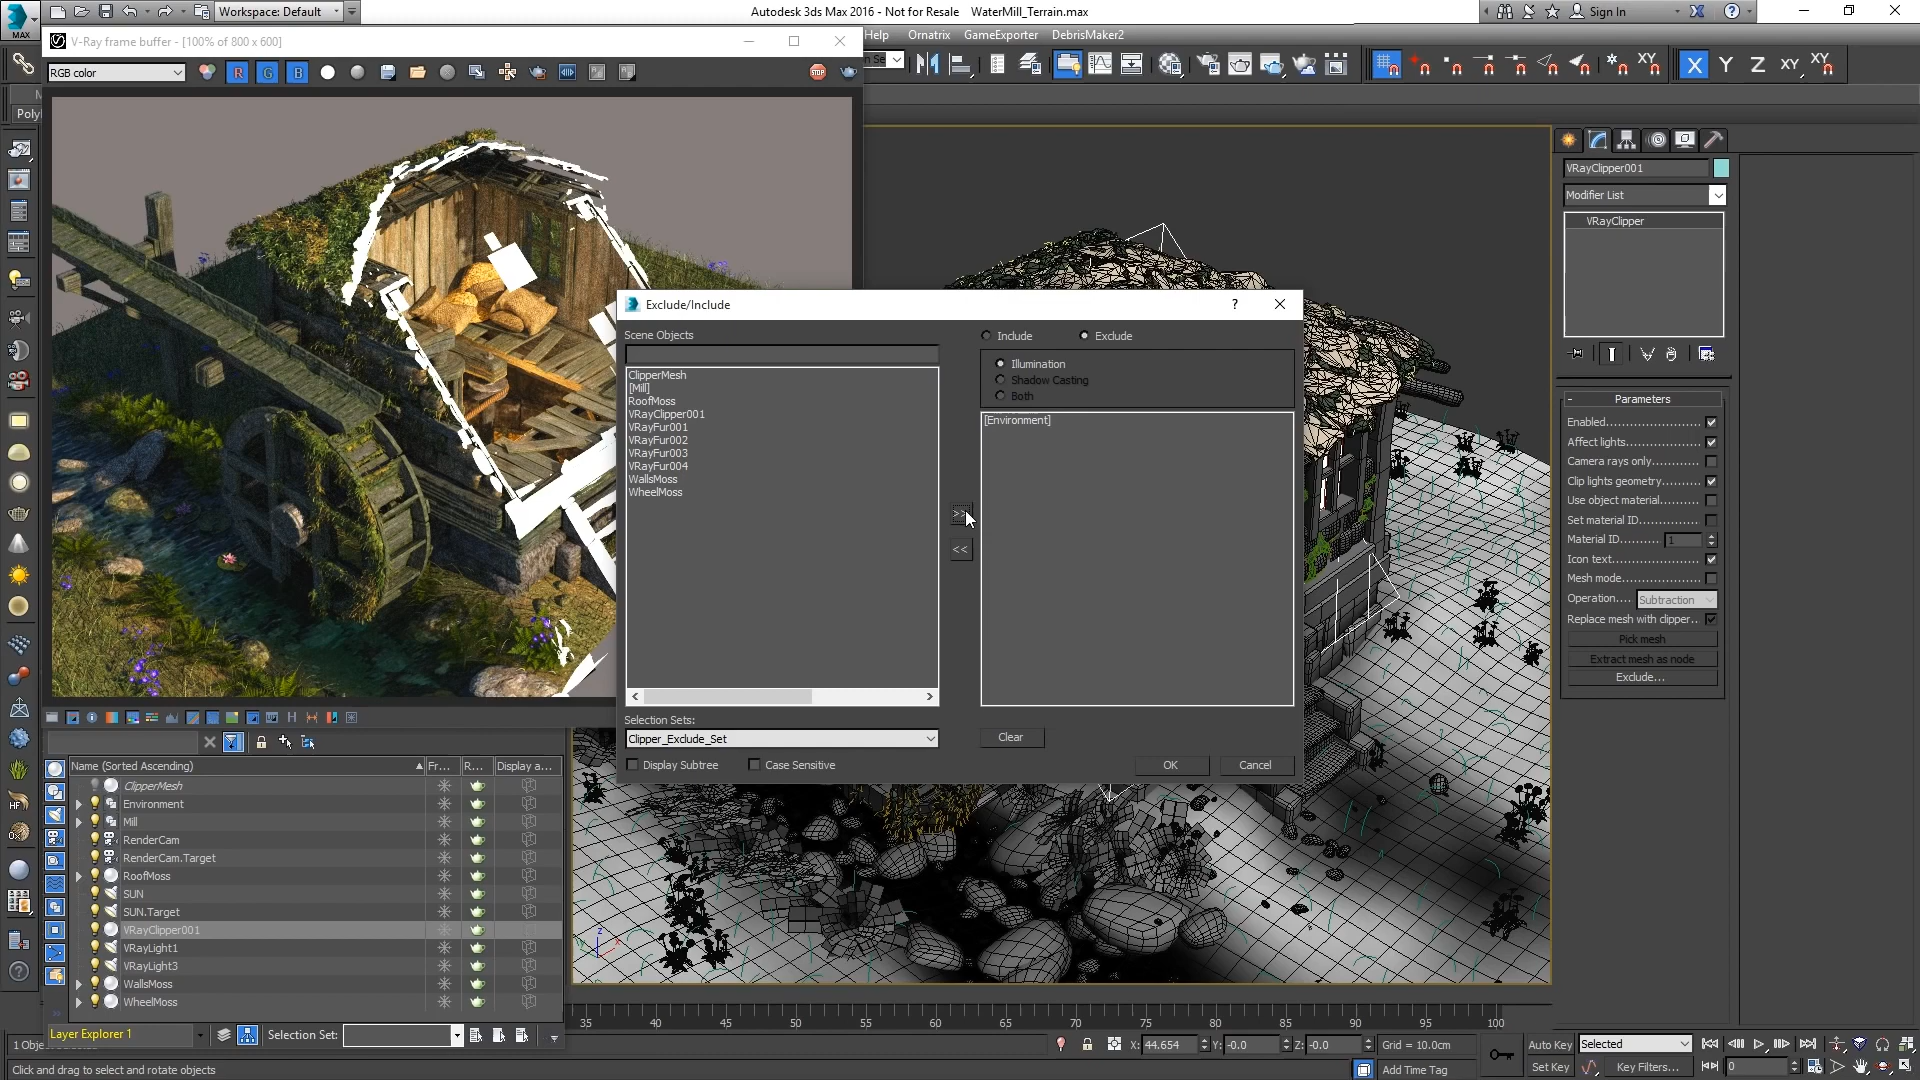 MAX
Workspace: Default
Autodesk 3ds Max 2016 - Not for Resale    WaterMill_Terrain.max
Sign In
Help
Ornatrix
GameExporter
DebrisMaker2
V-Ray frame buffer - [100% of 800 x 600]
RGB color
R
G
B
STOP
X
Y
Z
XY
XY
Poly
VRayClipper001
Modifier List
VRayClipper
Exclude/Include
?
Scene Objects
Include
Exclude
Illumination
Shadow Casting
Both
ClipperMesh
[Mill]
RoofMoss
VRayClipper001
VRayFur001
VRayFur002
VRayFur003
VRayFur004
WallsMoss
WheelMoss
[Environment]
>>
<<
Selection Sets:
Clipper_Exclude_Set
Clear
Display Subtree
Case Sensitive
OK
Cancel
- Parameters
Enabled
Affect lights
Camera rays only
Clip lights geometry
Use object material
Set material ID
Material ID 1
Icon text
Mesh mode
Operation.... Subtraction
Replace mesh with clipper..
Pick mesh
Extract mesh as node
Exclude...
Name (Sorted Ascending)
Fr...
R...
Display a...
ClipperMesh
Environment
Mill
RenderCam
RenderCam.Target
RoofMoss
SUN
SUN.Target
VRayClipper001
VRayLight1
VRayLight3
WallsMoss
WheelMoss
Layer Explorer 1
Selection Set:
35 40 45 50 55 60 65 70 75 80 85 90 95 100
X: 44.654
Y: -0.0
Z: -0.0
Grid = 10.0cm
Auto Key
Selected
Click and drag to select and rotate objects
Add Time Tag
Set Key
Key Filters...
0